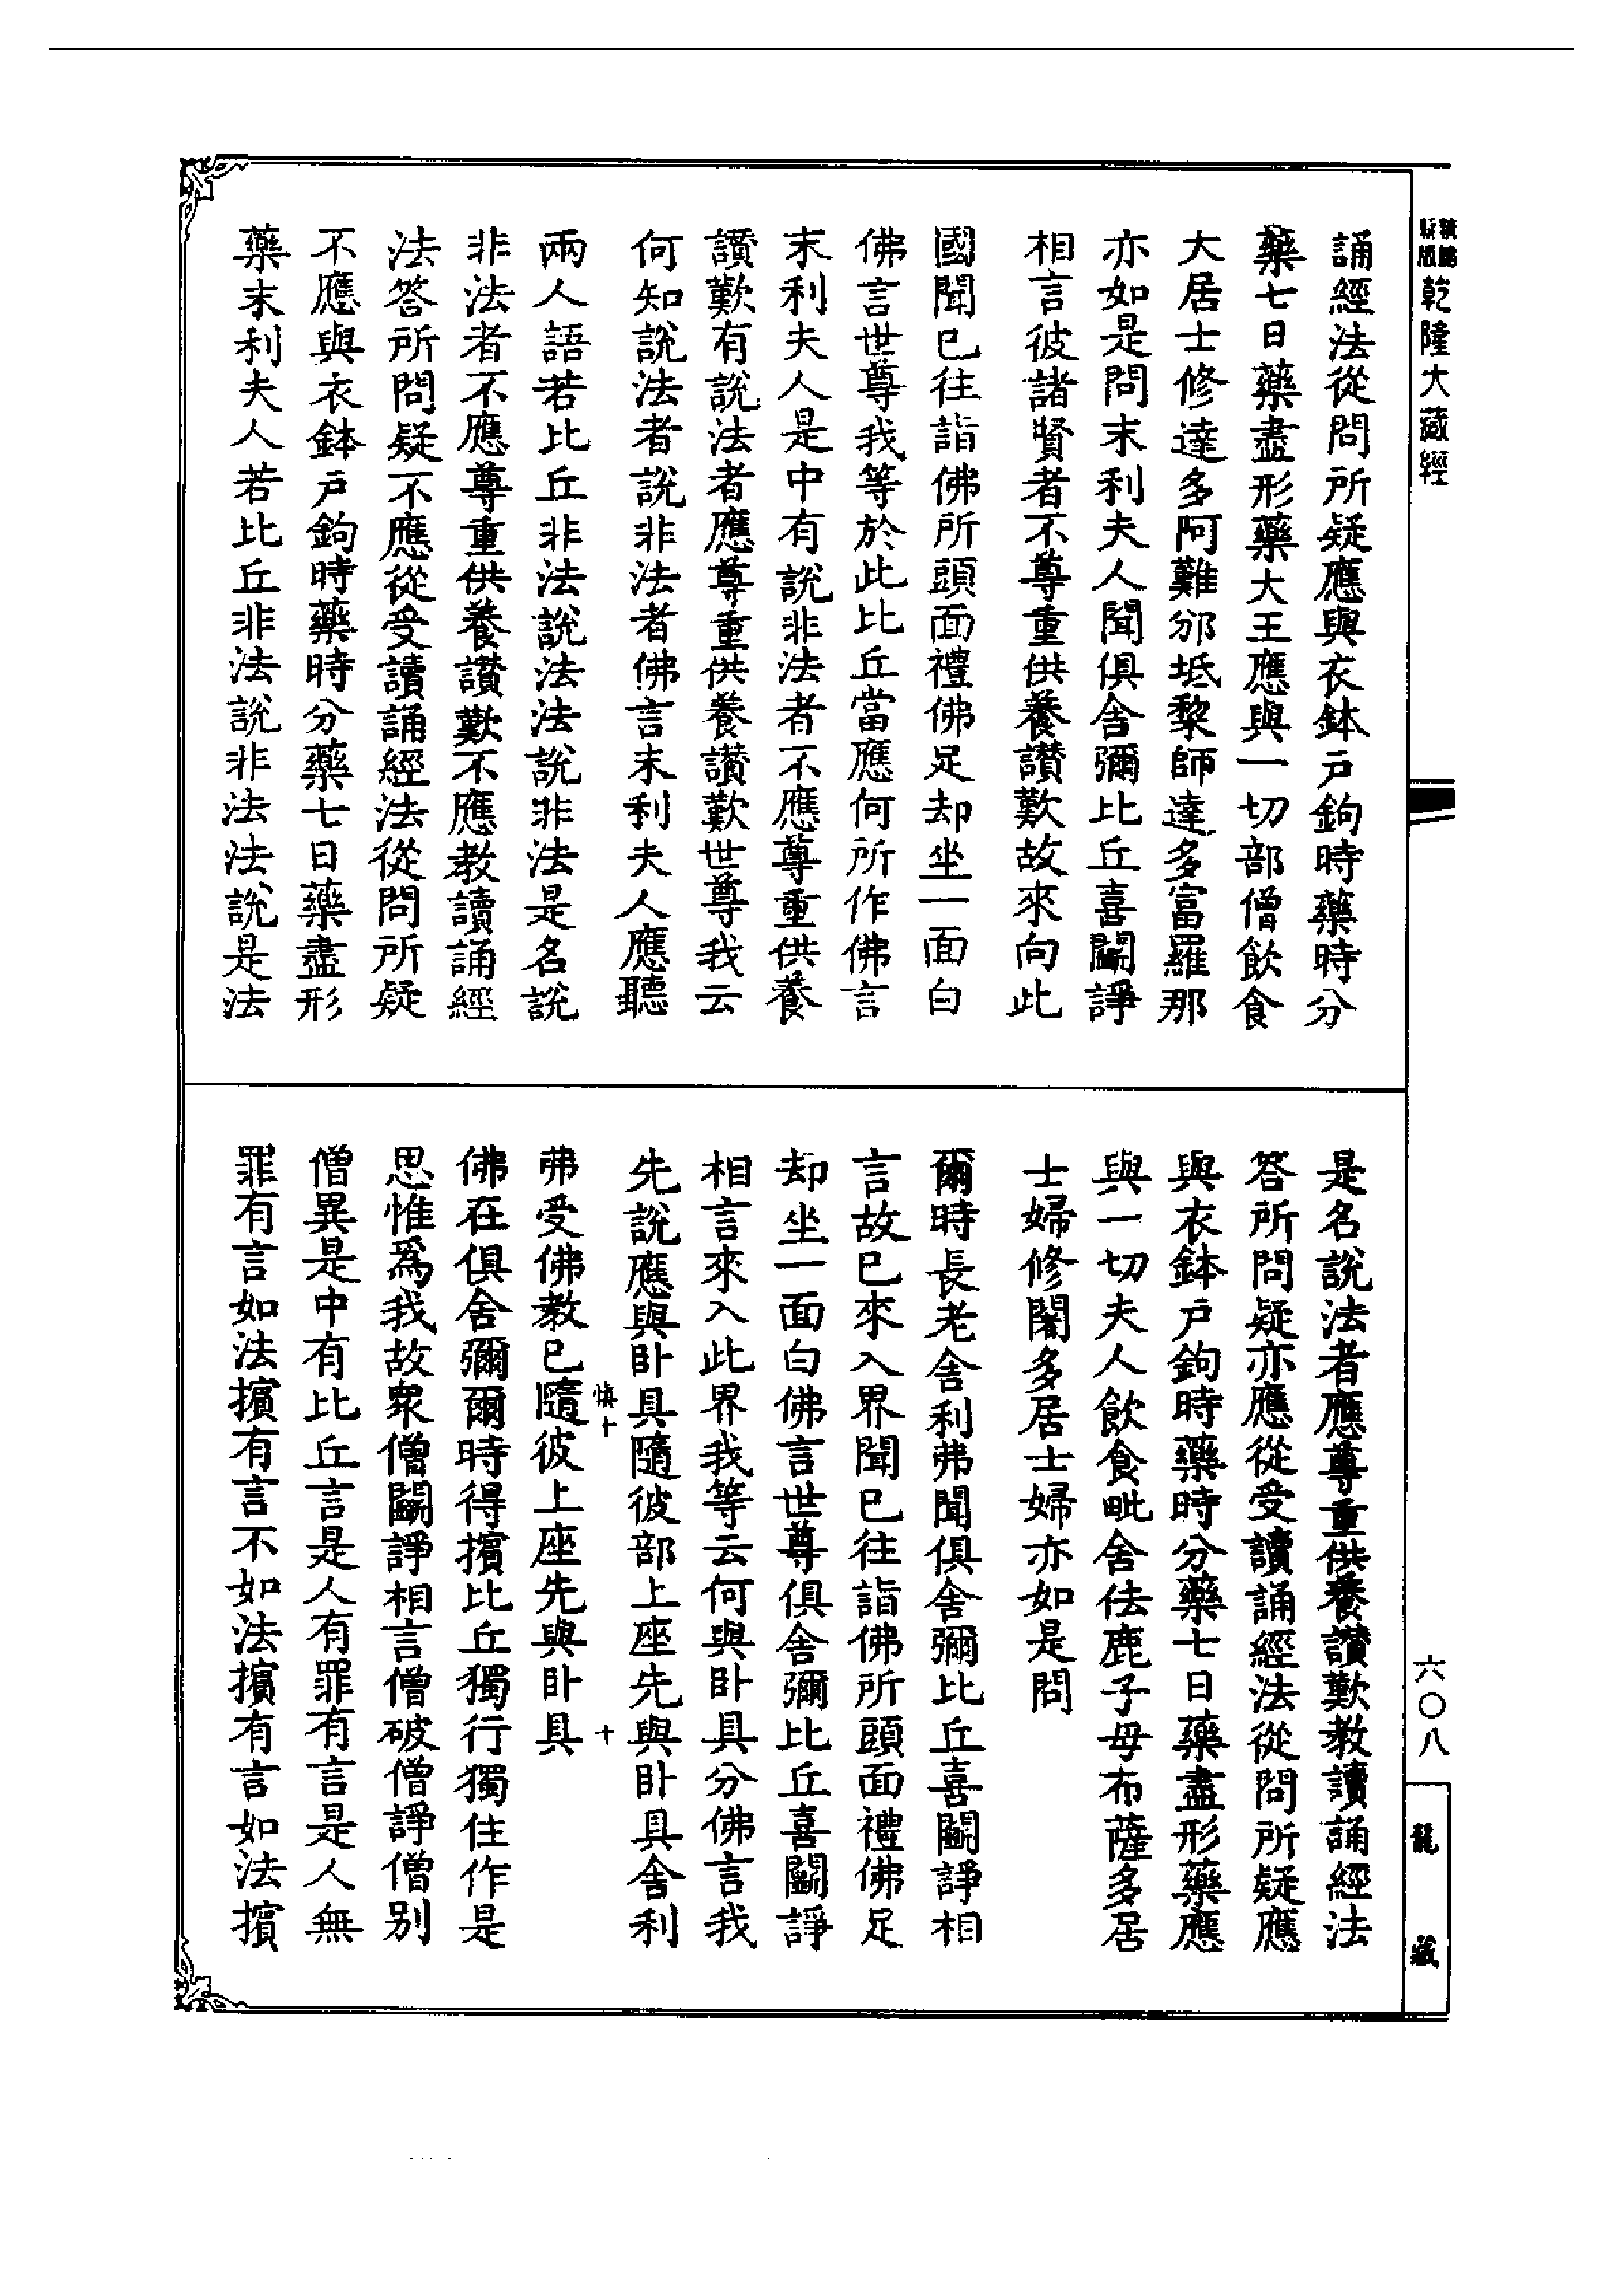 乾隆大藏經
誦經法從問所疑應與衣鉢戶鉤時藥時分
藥七日藥盡形藥大王應與一切部僧飲食
大居士修達多阿難邠坻黎師達多富羅那
亦如是問末利夫人聞俱舍彌比丘喜鬭諍
相言彼諸賢者不尊重供養讃歎故來向此
國聞已往詣佛所頭面禮佛足却坐一面白
佛言世尊我等於此比丘當應何所作佛言
末利夫人是中有說非法者不應尊重供養
讃歎有說法者應尊重供養讃歎世尊我云
何知說法者說非法者佛言末利夫人應聽
兩人語若比丘非法說法法說非法是名說
非法者不應尊重供養讃歎不應教讀誦經
法答所問疑不應從受讀誦經法從問所疑
不應與衣鉢戶鉤時藥時分藥七日藥盡形
藥末利夫人若比丘非法說非法法說是法
是名說法者應尊重供養讃歎教讀誦經法
答所問疑亦應從受讀誦經法從問所疑應
與衣鉢戶鉤時藥時分藥七日藥盡形藥應
與一切夫人飲食毗舍佉鹿子母布薩多居
士婦修闍多居士婦亦如是問
爾時長老舍利弗聞俱舍彌比丘喜鬭諍相
言故已來入界聞已往詣佛所頭面禮佛足
却坐一面白佛言世尊俱舍彌比丘喜鬭諍
相言來入此界我等云何與卧具分佛言我
先說應與卧具隨彼部上座先與卧具舍利
慎十
十
弗受佛教已隨彼上座先與卧具
佛在俱舍彌爾時得擯比丘獨行獨住作是
思惟爲我故衆僧鬭諍相言僧破僧諍僧别
僧異是中有比丘言是人有罪有言是人無
罪有言如法擯有言不如法擯有言如法擯
六〇八
龍藏